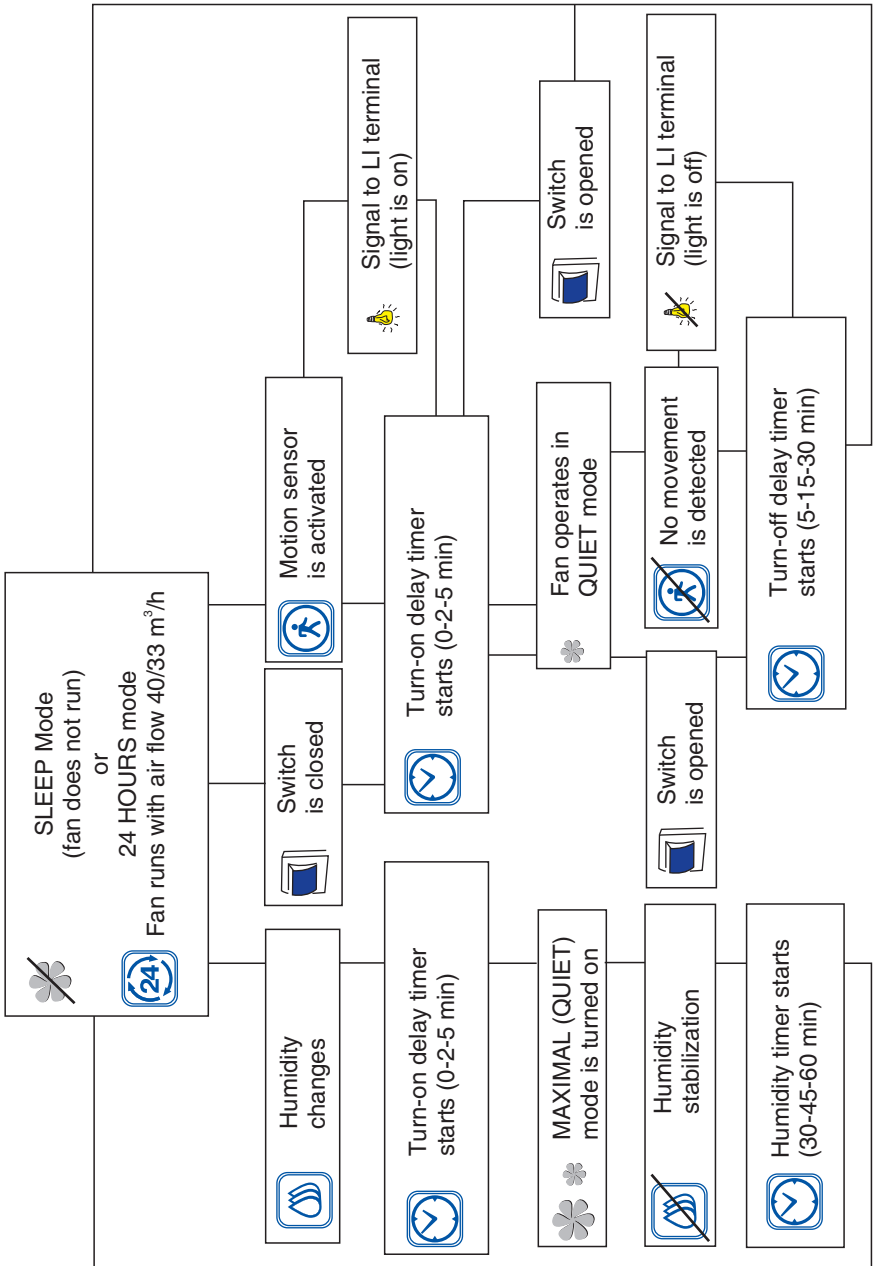 SLEEP Mode
(fan does not run)
or
24 HOURS mode
24
Fan runs with air flow 40/33 m³/h
Humidity
changes
Switch
is closed
Motion sensor
is activated
Signal to LI terminal
(light is on)
Turn-on delay timer
starts (0-2-5 min)
Turn-on delay timer
starts (0-2-5 min)
MAXIMAL (QUIET)
mode is turned on
Fan operates in
QUIET mode
Switch
is opened
Humidity
stabilization
Switch
is opened
No movement
is detected
Signal to LI terminal
(light is off)
Humidity timer starts
(30-45-60 min)
Turn-off delay timer
starts (5-15-30 min)